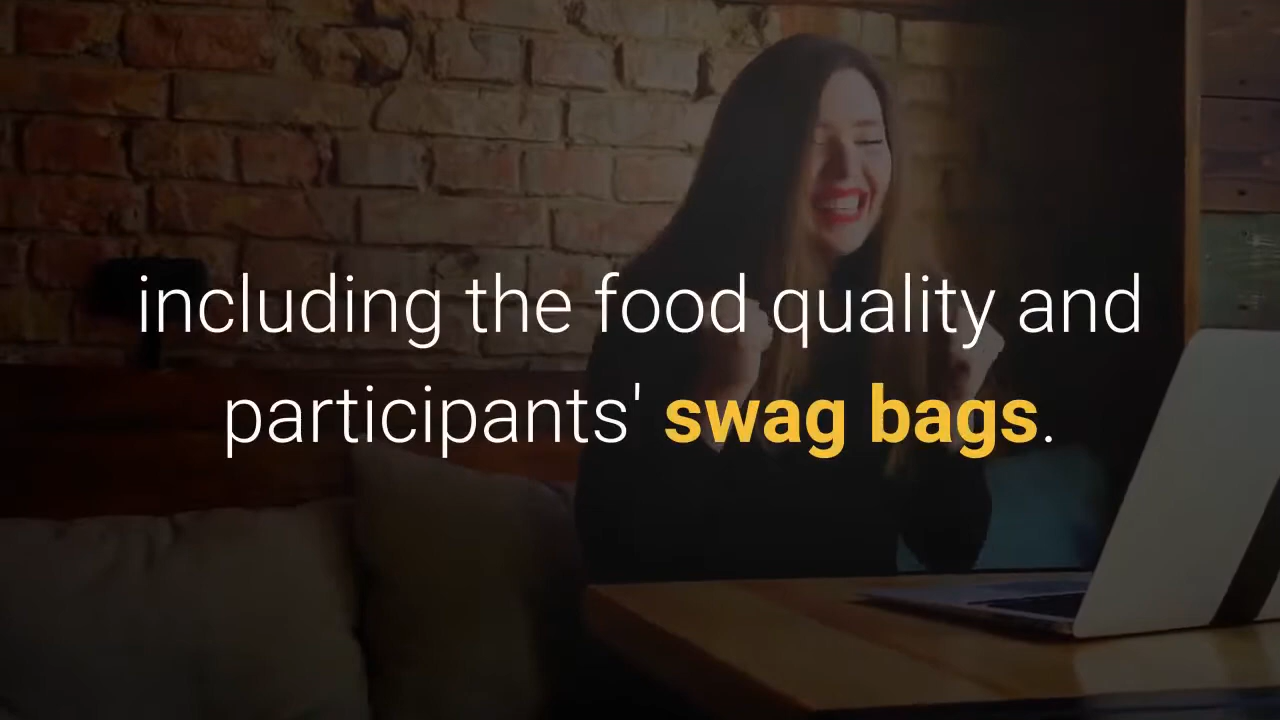 including the food quality and
participants' swag bags.